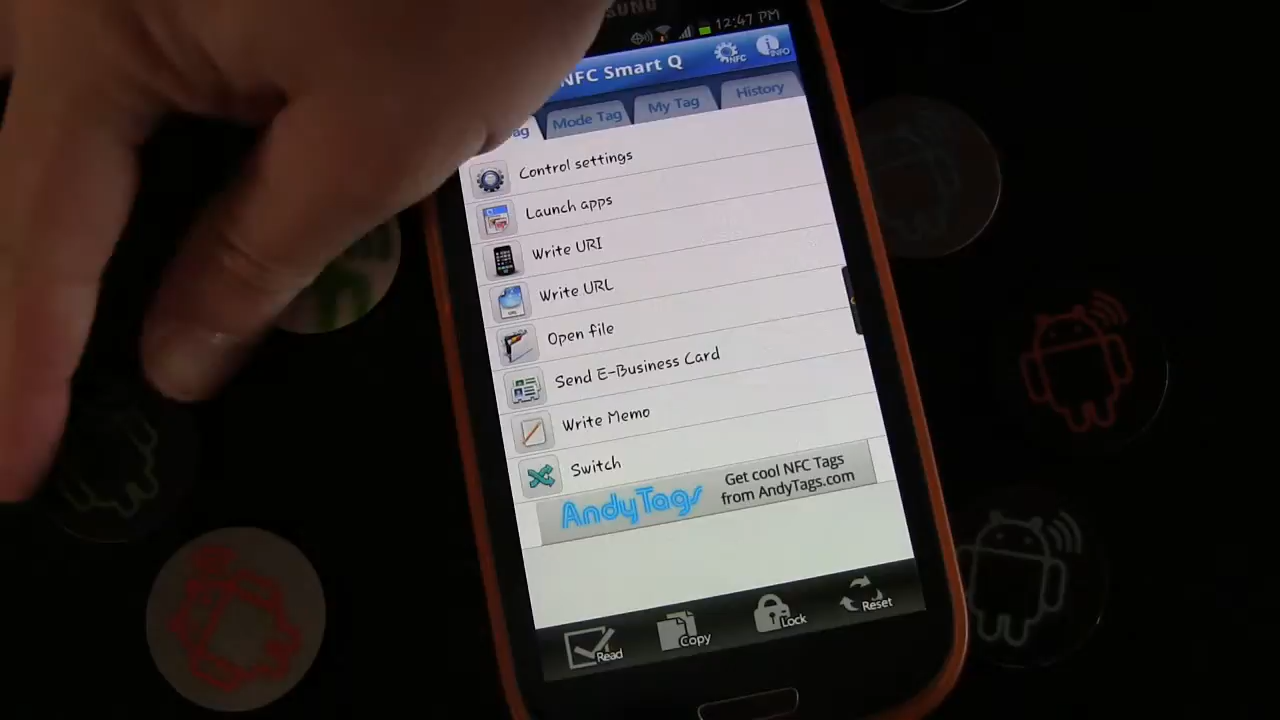 SAMSUNG
12:47 PM
NFC Smart Q
NFC
INFO
Mode Tag
My Tag
History
Control settings
Launch apps
Write URI
Write URL
Open file
Send E-Business Card
Write Memo
Switch
AndyTags
Get cool NFC Tags
from AndyTags.com
Read
Copy
Lock
Reset